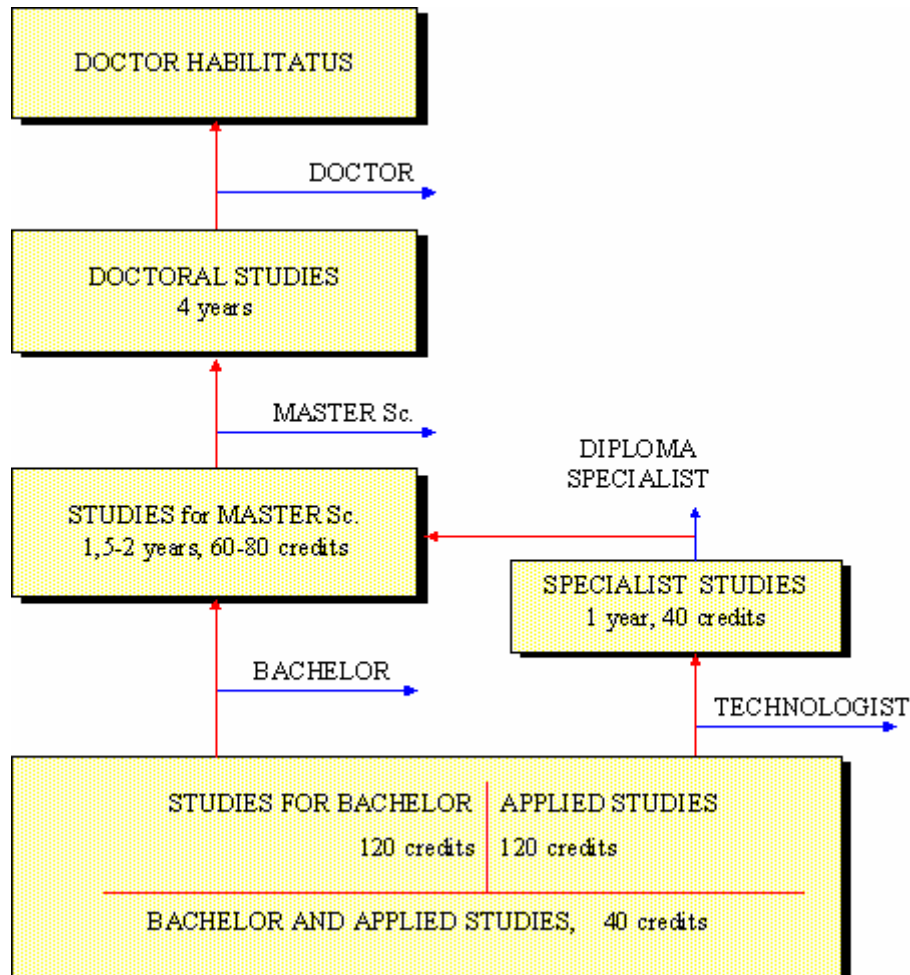 DOCTOR HABILITATUS
DOCTOR
DOCTORAL STUDIES
4 years
MASTER Sc.
DIPLOMA
SPECIALIST
STUDIES for MASTER Sc.
1,5-2 years, 60-80 credits
SPECIALIST STUDIES
1 year, 40 credits
BACHELOR
TECHNOLOGIST
STUDIES FOR BACHELOR
120 credits
APPLIED STUDIES
120 credits
BACHELOR AND APPLIED STUDIES, 40 credits